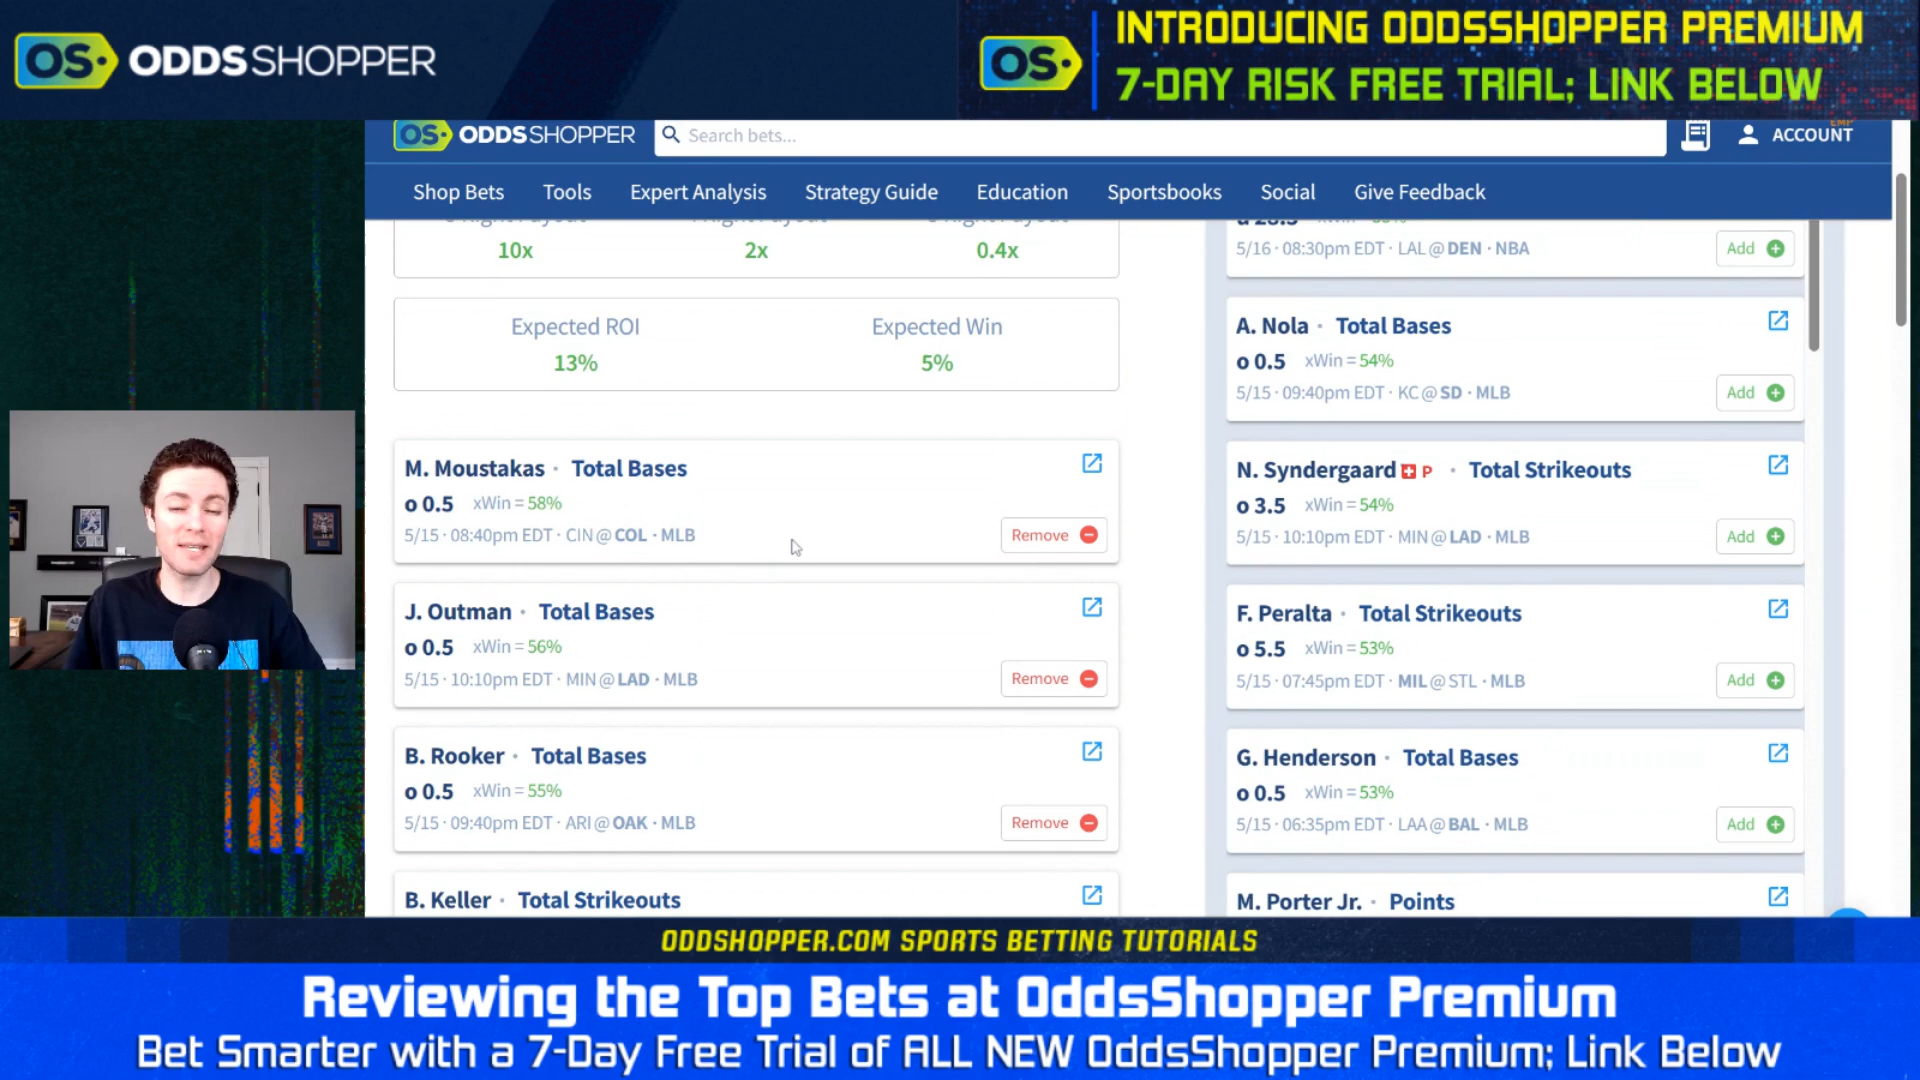 OS ODDSSHOPPER
OS
INTRODUCING ODDSSHOPPER PREMIUM
7-DAY RISK FREE TRIAL; LINK BELOW
OS ODDSSHOPPER
Search bets...
ACCOUNT
Shop Bets
Tools
Expert Analysis
Strategy Guide
Education
Sportsbooks
Social
Give Feedback
10x
2x
0.4x
Expected ROI
13%
Expected Win
5%
M. Moustakas · Total Bases
o 0.5 xWin = 58%
5/15 · 08:40pm EDT · CIN @ COL · MLB
Remove
J. Outman · Total Bases
o 0.5 xWin = 56%
5/15 · 10:10pm EDT · MIN @ LAD · MLB
Remove
B. Rooker · Total Bases
o 0.5 xWin = 55%
5/15 · 09:40pm EDT · ARI @ OAK · MLB
Remove
B. Keller · Total Strikeouts
5/16 · 08:30pm EDT · LAL @ DEN · NBA
Add
A. Nola · Total Bases
o 0.5 xWin = 54%
5/15 · 09:40pm EDT · KC @ SD · MLB
Add
N. Syndergaard P · Total Strikeouts
o 3.5 xWin = 54%
5/15 · 10:10pm EDT · MIN @ LAD · MLB
Add
F. Peralta · Total Strikeouts
o 5.5 xWin = 53%
5/15 · 07:45pm EDT · MIL @ STL · MLB
Add
G. Henderson · Total Bases
o 0.5 xWin = 53%
5/15 · 06:35pm EDT · LAA @ BAL · MLB
Add
M. Porter Jr. · Points
ODDSHOPPER.COM SPORTS BETTING TUTORIALS
Reviewing the Top Bets at OddsShopper Premium
Bet Smarter with a 7-Day Free Trial of ALL NEW OddsShopper Premium; Link Below